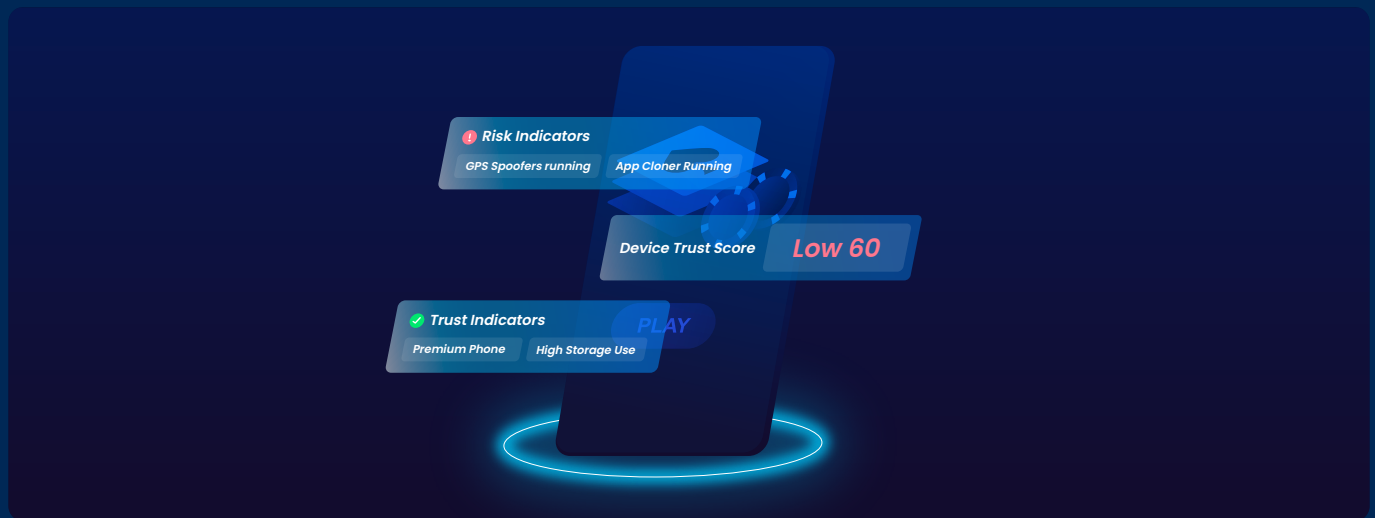 Risk Indicators
GPS Spoofers running
App Cloner Running
Device Trust Score
Low 60
Trust Indicators
Premium Phone
High Storage Use
PLAY